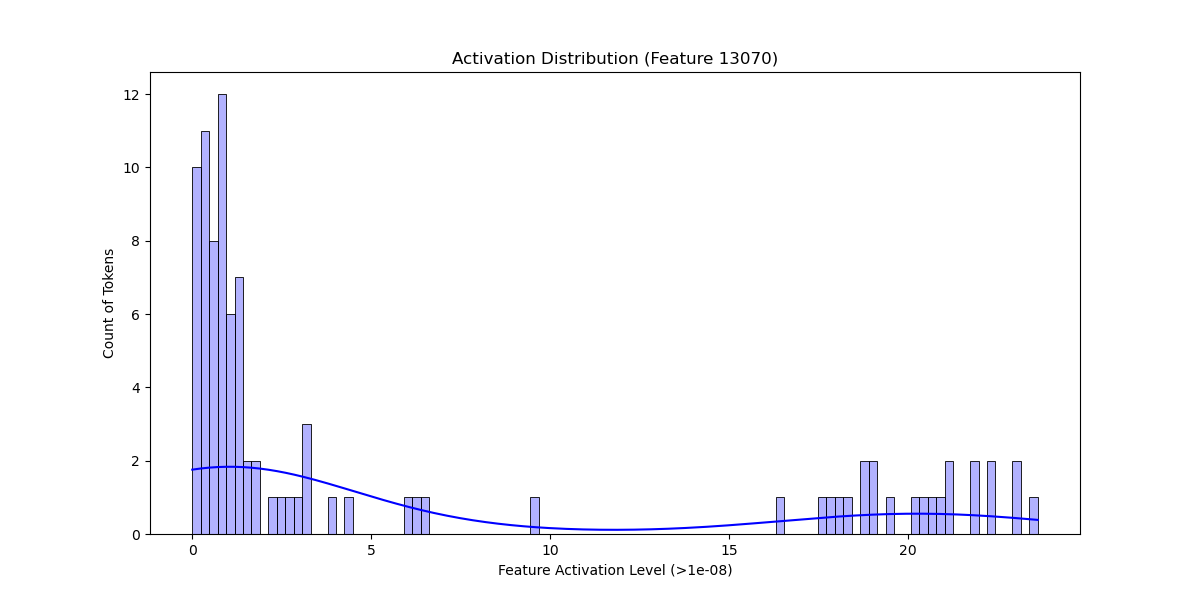 Activation Distribution (Feature 13070)
Count of Tokens
12
10
8
6
4
2
0
0 5 10 15 20
Feature Activation Level (>1e-08)